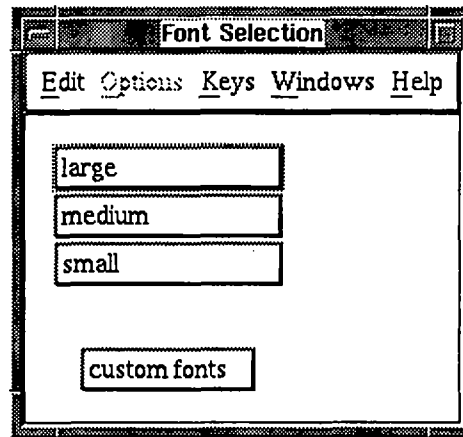 Font Selection
Edit Options Keys Windows Help
large
medium
small
custom fonts